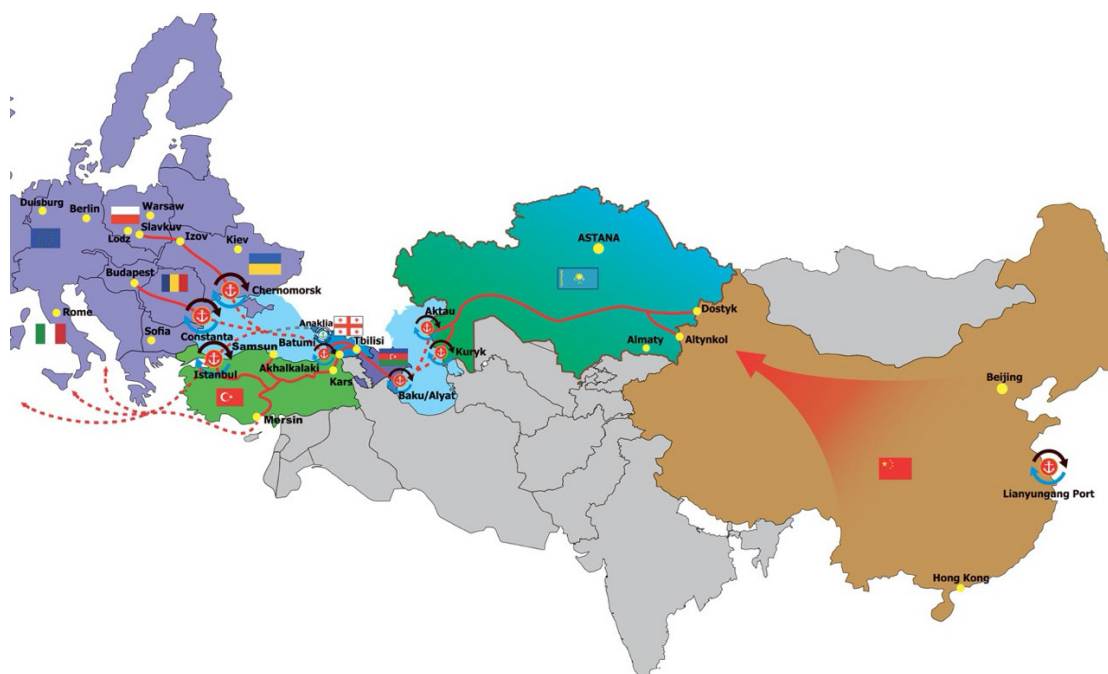 Duisburg
Berlin
Warsaw
Lodz
Slavkuv
Izov
Kiev
ASTANA
Budapest
Chernomorsk
Rome
Sofia
Constanta
Samsun
Batumi
Anaklia
Tbilisi
Aktau
Dostyk
Almaty
Altynkol
Kuryk
Istanbul
Akhalkalaki
Kars
Baku/Alyat
Beijing
Mersin
Lianyungang Port
Hong Kong